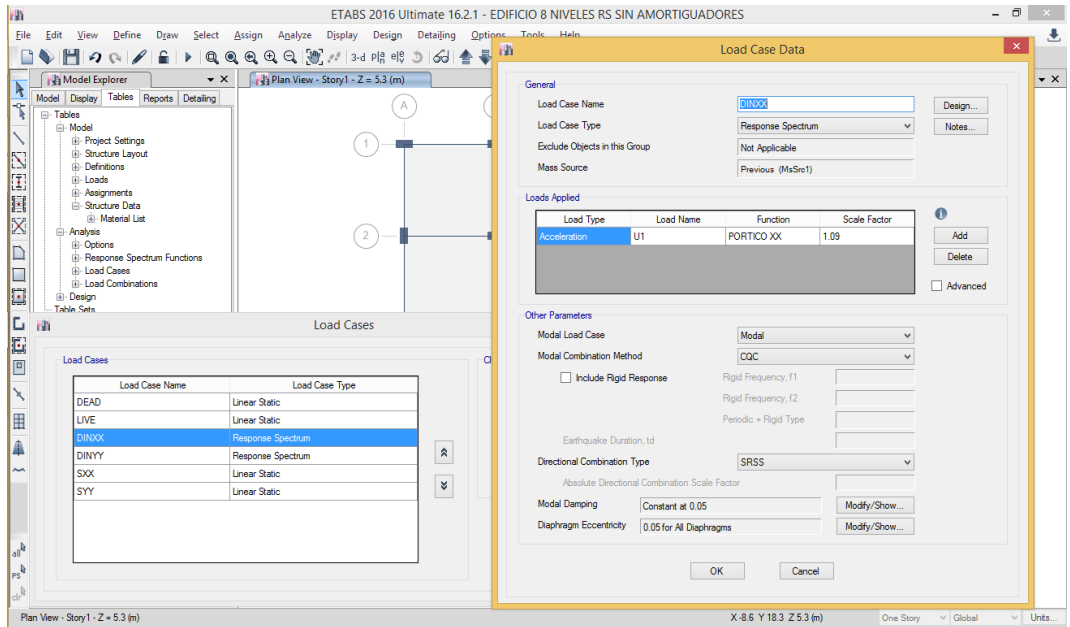 ETABS 2016 Ultimate 16.2.1 - EDIFICIO 8 NIVELES RS SIN AMORTIGUADORES
File Edit View Define Draw Select Assign Analyze Display Design Detailing Options Tools Help
3-d plạ elẹ
Model Explorer
Model Display Tables Reports Detailing
Tables
Model
Project Settings
Structure Layout
Definitions
Loads
Assignments
Structure Data
Material List
Analysis
Options
Response Spectrum Functions
Load Cases
Load Combinations
Design
Table Sets
Plan View - Story1 - Z = 5.3 (m)
A
1
2
all
PS
clr
Load Cases
Load Cases
Load Case Name Load Case Type
DEAD Linear Static
LIVE Linear Static
DINXX Response Spectrum
DINYY Response Spectrum
SXX Linear Static
SYY Linear Static
Load Case Data
General
Load Case Name DINXX Design...
Load Case Type Response Spectrum Notes...
Exclude Objects in this Group Not Applicable
Mass Source Previous (MsSrc1)
Loads Applied
Load Type Load Name Function Scale Factor
Acceleration U1 PORTICO XX 1.09
Add
Delete
Advanced
Other Parameters
Modal Load Case Modal
Modal Combination Method CQC
Include Rigid Response Rigid Frequency, f1
Rigid Frequency, f2
Periodic + Rigid Type
Earthquake Duration, td
Directional Combination Type SRSS
Absolute Directional Combination Scale Factor
Modal Damping Constant at 0.05 Modify/Show...
Diaphragm Eccentricity 0.05 for All Diaphragms Modify/Show...
OK Cancel
Plan View - Story1 - Z = 5.3 (m) X -8.6 Y 18.3 Z 5.3 (m) One Story Global Units...